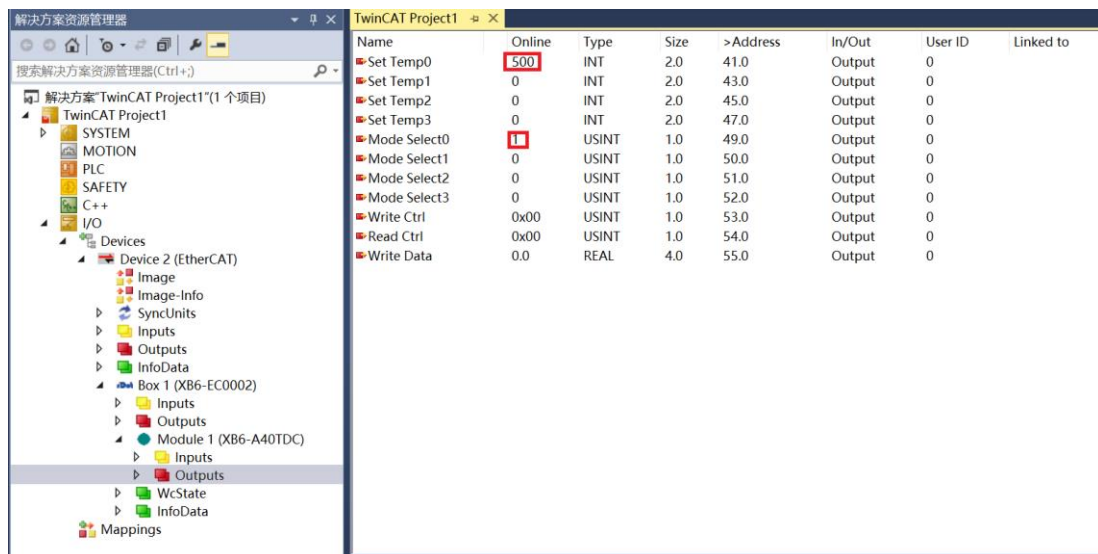 解决方案资源管理器
搜索解决方案资源管理器(Ctrl+;)
解决方案"TwinCAT Project1"(1 个项目)
TwinCAT Project1
SYSTEM
MOTION
PLC
SAFETY
C++
I/O
Devices
Device 2 (EtherCAT)
Image
Image-Info
SyncUnits
Inputs
Outputs
InfoData
Box 1 (XB6-EC0002)
Inputs
Outputs
Module 1 (XB6-A40TDC)
Inputs
Outputs
WcState
InfoData
Mappings
TwinCAT Project1
Name Online Type Size >Address In/Out User ID Linked to
Set Temp0 500 INT 2.0 41.0 Output 0
Set Temp1 0 INT 2.0 43.0 Output 0
Set Temp2 0 INT 2.0 45.0 Output 0
Set Temp3 0 INT 2.0 47.0 Output 0
Mode Select0 1 USINT 1.0 49.0 Output 0
Mode Select1 0 USINT 1.0 50.0 Output 0
Mode Select2 0 USINT 1.0 51.0 Output 0
Mode Select3 0 USINT 1.0 52.0 Output 0
Write Ctrl 0x00 USINT 1.0 53.0 Output 0
Read Ctrl 0x00 USINT 1.0 54.0 Output 0
Write Data 0.0 REAL 4.0 55.0 Output 0